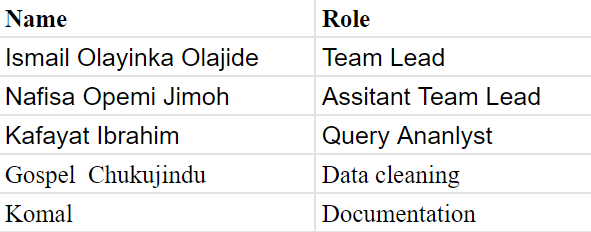 Name Role
Ismail Olayinka Olajide Team Lead
Nafisa Opemi Jimoh Assitant Team Lead
Kafayat Ibrahim Query Ananlyst
Gospel  Chukujindu Data cleaning
Komal Documentation